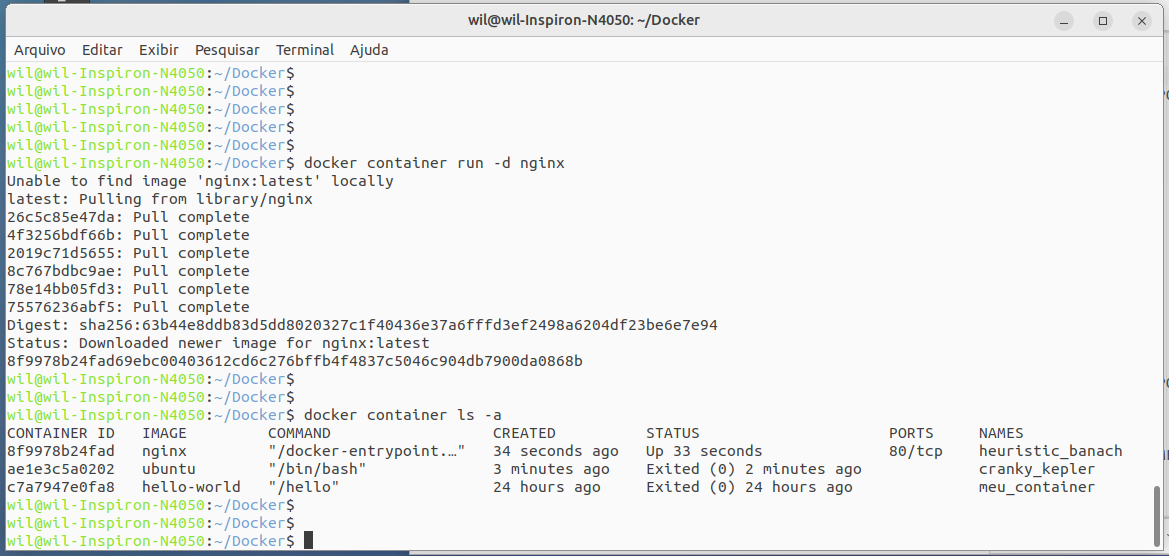 wil@wil-Inspiron-N4050: ~/Docker
Arquivo Editar Exibir Pesquisar Terminal Ajuda
wil@wil-Inspiron-N4050:~/Docker$
wil@wil-Inspiron-N4050:~/Docker$
wil@wil-Inspiron-N4050:~/Docker$
wil@wil-Inspiron-N4050:~/Docker$
wil@wil-Inspiron-N4050:~/Docker$
wil@wil-Inspiron-N4050:~/Docker$ docker container run -d nginx
Unable to find image 'nginx:latest' locally
latest: Pulling from library/nginx
26c5c85e47da: Pull complete
4f3256bdf66b: Pull complete
2019c71d5655: Pull complete
8c767bdbc9ae: Pull complete
78e14bb05fd3: Pull complete
75576236abf5: Pull complete
Digest: sha256:63b44e8ddb83d5dd8020327c1f40436e37a6fffd3ef2498a6204df23be6e7e94
Status: Downloaded newer image for nginx:latest
8f9978b24fad69ebc00403612cd6c276bffb4f4837c5046c904db7900da0868b
wil@wil-Inspiron-N4050:~/Docker$
wil@wil-Inspiron-N4050:~/Docker$
wil@wil-Inspiron-N4050:~/Docker$ docker container ls -a
CONTAINER ID IMAGE COMMAND CREATED STATUS PORTS NAMES
8f9978b24fad nginx "/docker-entrypoint.…" 34 seconds ago Up 33 seconds 80/tcp heuristic_banach
ae1e3c5a0202 ubuntu "/bin/bash" 3 minutes ago Exited (0) 2 minutes ago cranky_kepler
c7a7947e0fa8 hello-world "/hello" 24 hours ago Exited (0) 24 hours ago meu_container
wil@wil-Inspiron-N4050:~/Docker$
wil@wil-Inspiron-N4050:~/Docker$
wil@wil-Inspiron-N4050:~/Docker$